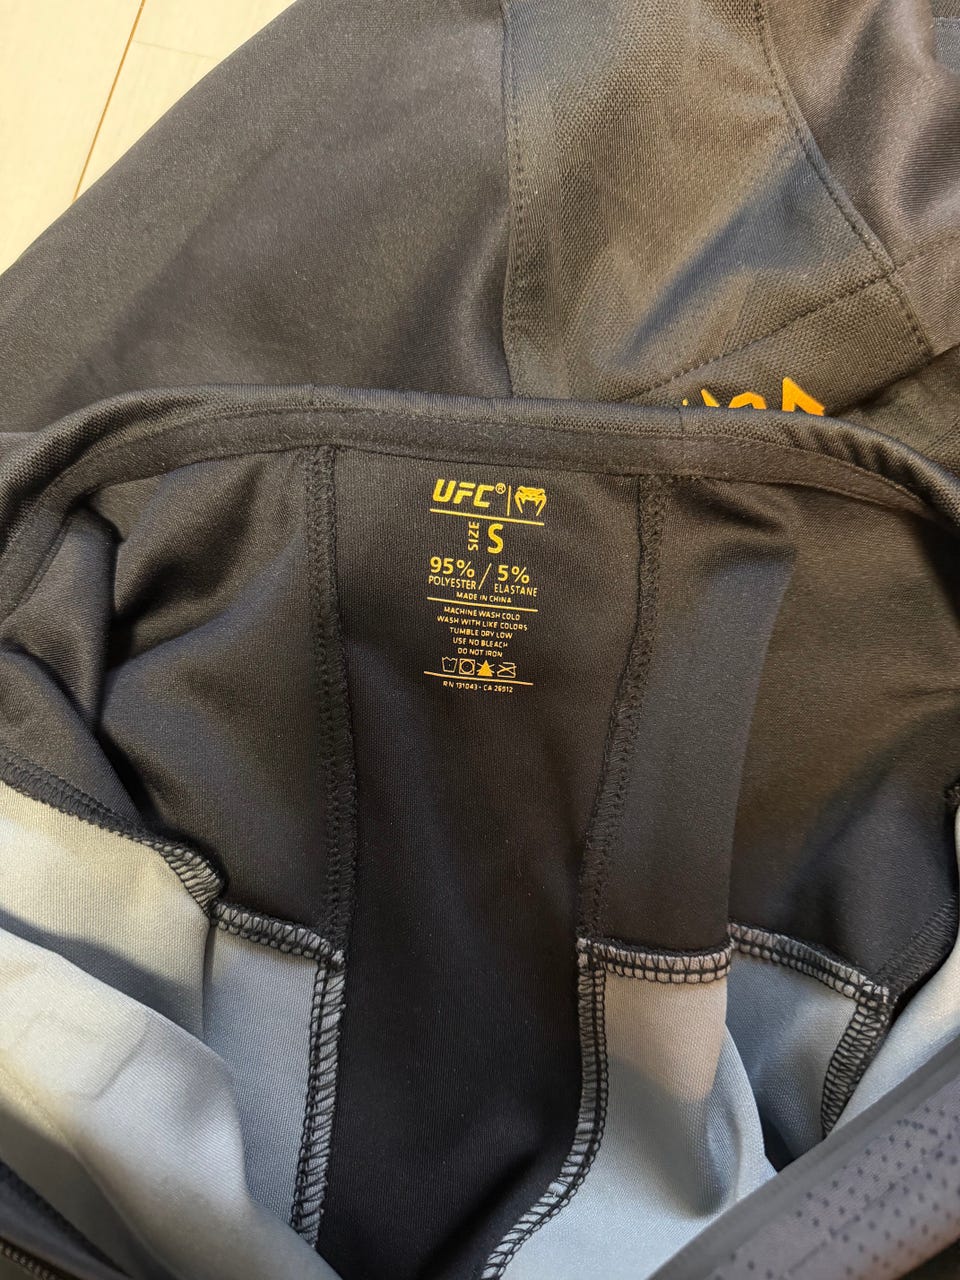 UFC® |
SIZE S
95% / 5%
POLYESTER ELASTANE
MADE IN CHINA
MACHINE WASH COLD
WASH WITH LIKE COLORS
TUMBLE DRY LOW
USE NO BLEACH
DO NOT IRON
RN 131043 - CA 26912